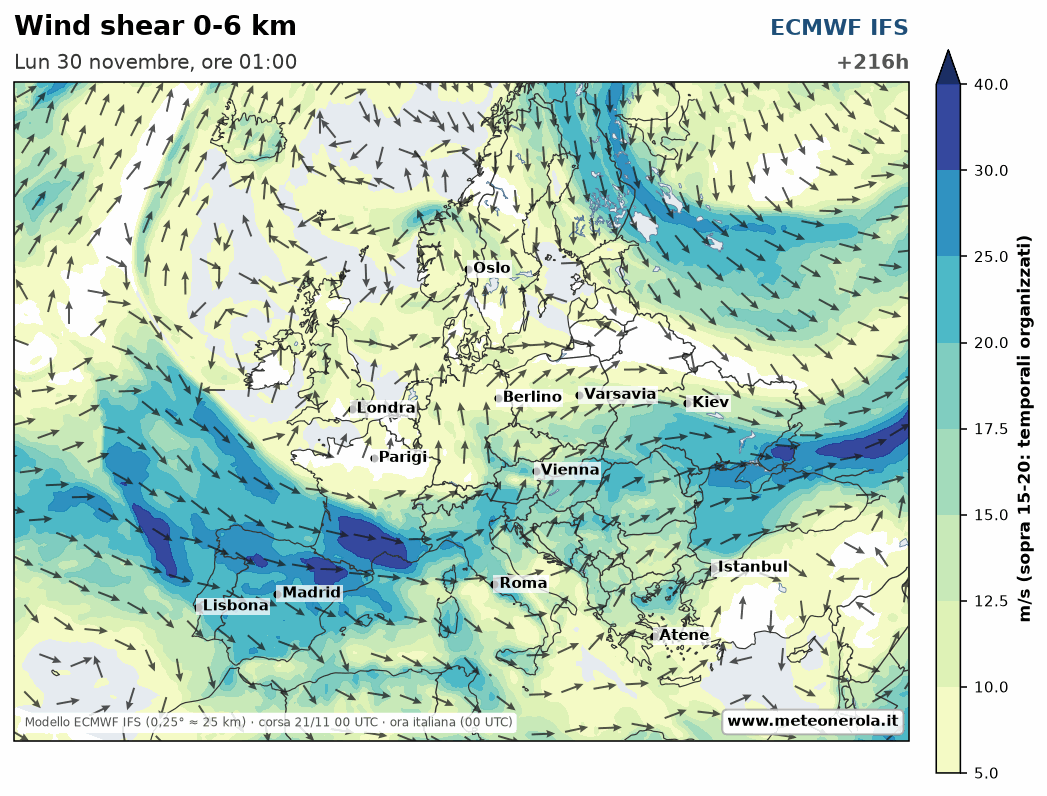 Wind shear 0-6 km
ECMWF IFS
Lun 30 novembre, ore 01:00
+216h
40.0
30.0
25.0
20.0
17.5
15.0
12.5
10.0
5.0
m/s (sopra 15-20: temporali organizzati)
Oslo
Berlino
Varsavia
Kiev
Londra
Parigi
Vienna
Istanbul
Roma
Madrid
Lisbona
Atene
Modello ECMWF IFS (0,25° ≈ 25 km) · corsa 21/11 00 UTC · ora italiana (00 UTC)
www.meteonerola.it